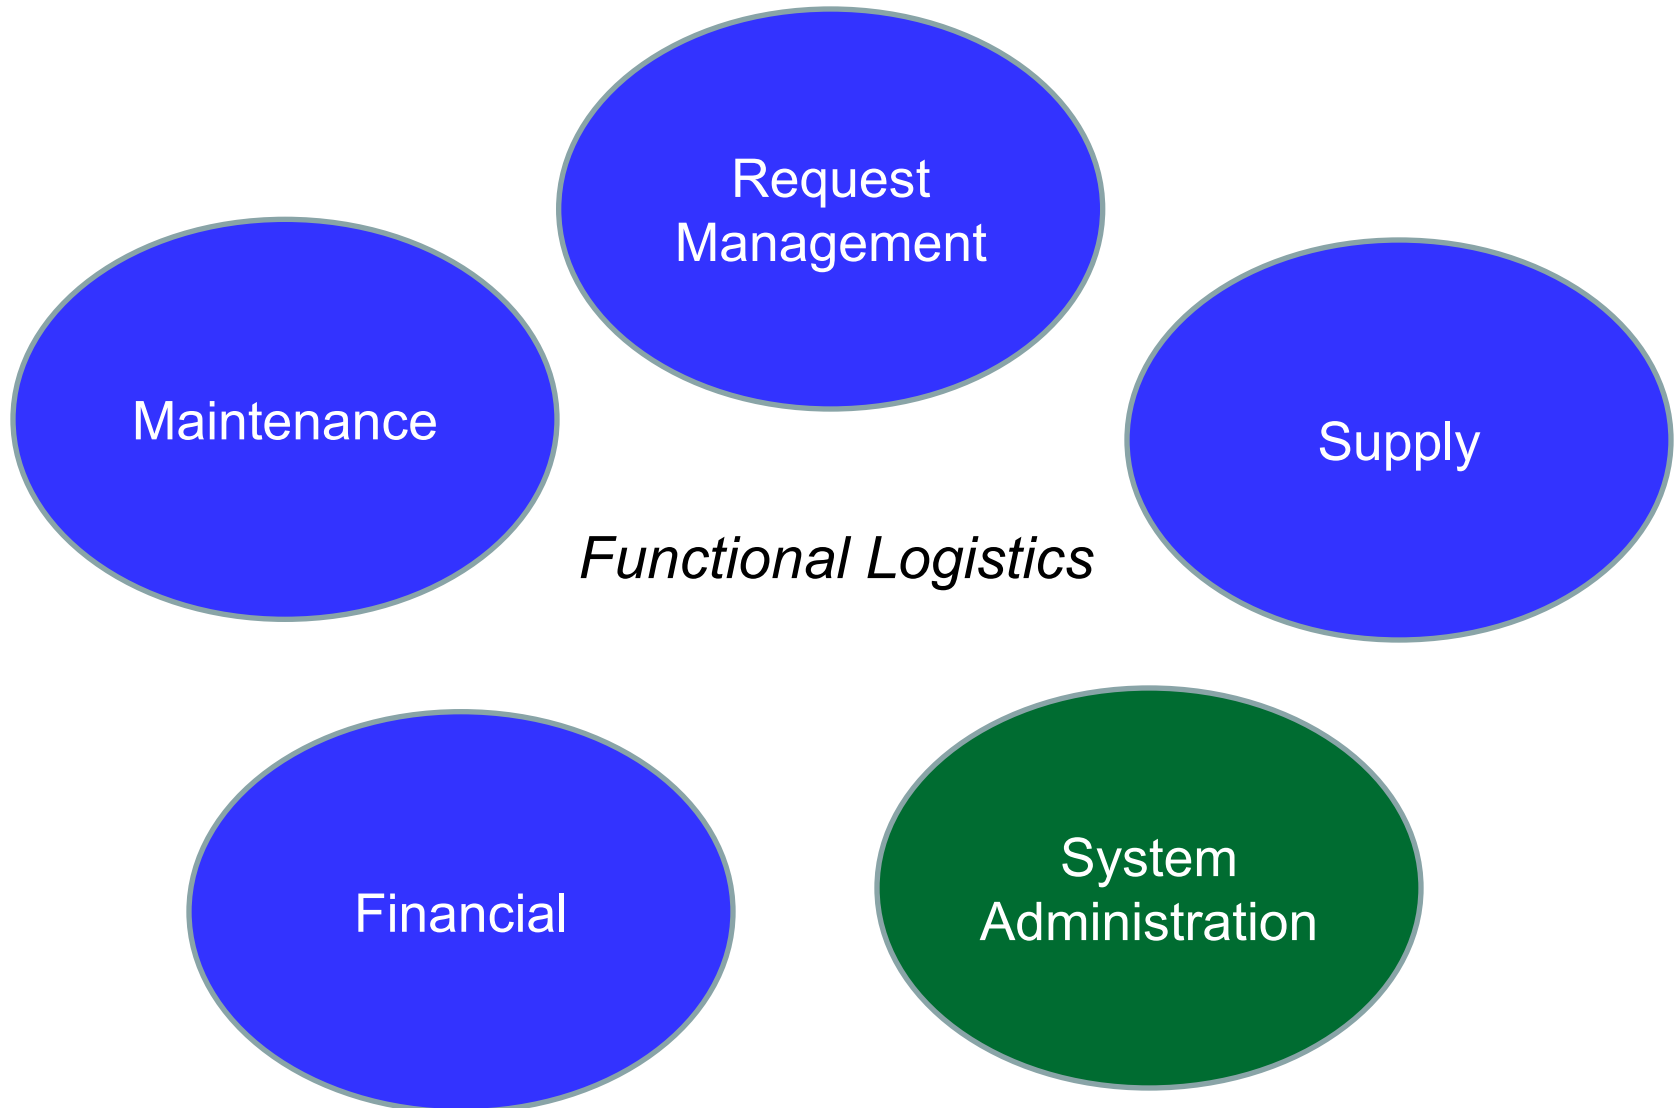 Request
Management
Maintenance
Supply
Functional Logistics
System
Administration
Financial